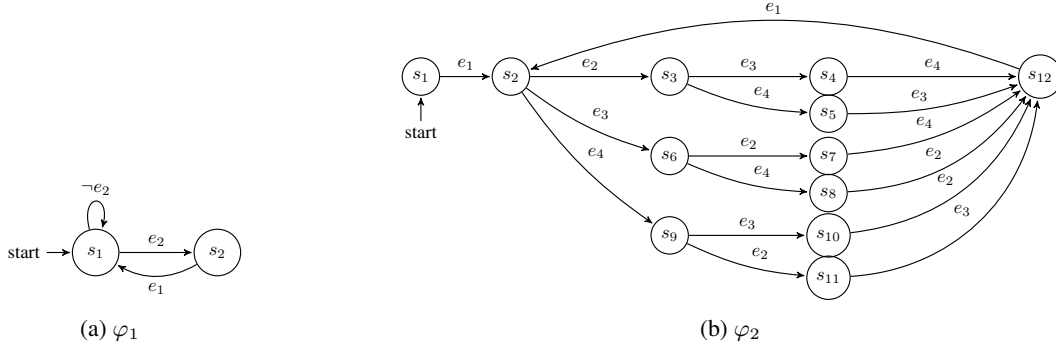 e₁
s₁ e₁ s₂ e₂ s₃ e₃ s₄ e₄ s₁₂
e₄ s₅ e₃
start
e₃ e₂ e₄
e₄ s₆ s₇
e₄ s₈ e₂
¬e₂ e₂
s₉ e₃ s₁₀ e₃
start s₁ e₂ s₂ e₂ s₁₁
e₁
(a) φ₁ (b) φ₂